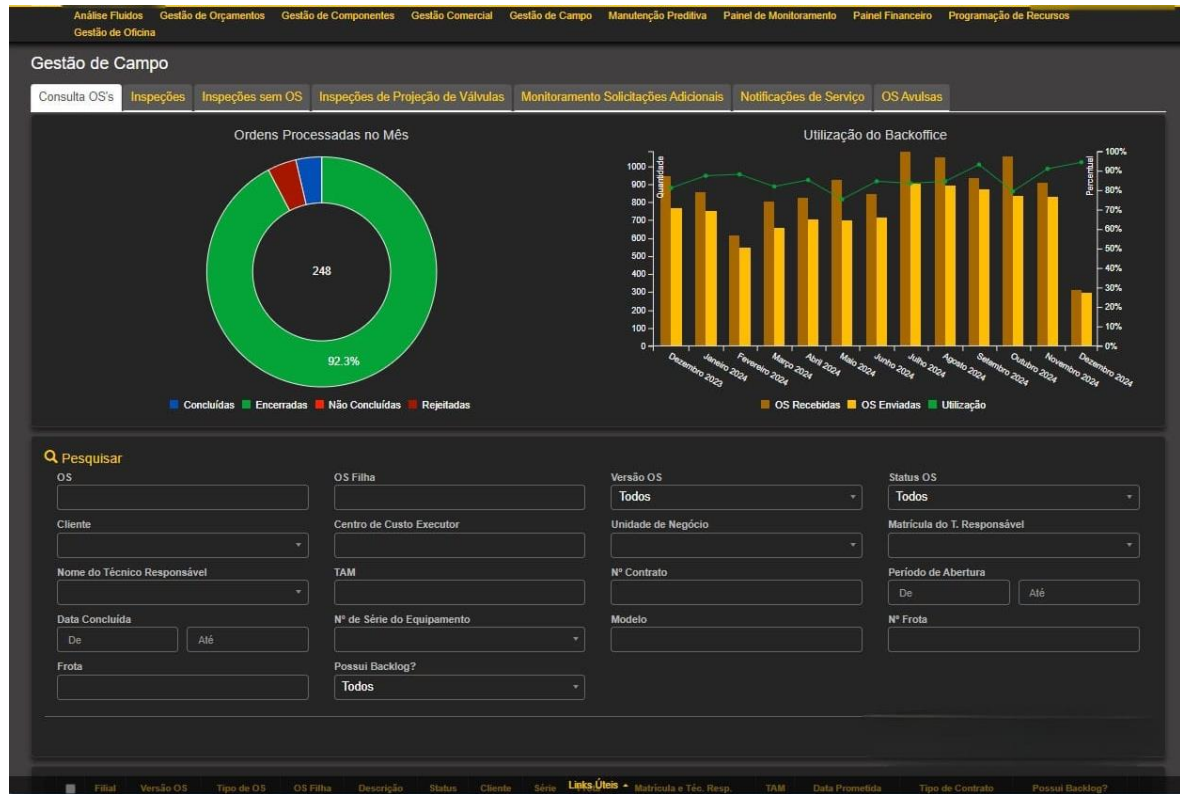 Análise Fluidos Gestão de Orçamentos Gestão de Componentes Gestão Comercial Gestão de Campo Manutenção Preditiva Painel de Monitoramento Painel Financeiro Programação de Recursos
Gestão de Oficina
Gestão de Campo
Consulta OS's Inspeções Inspeções sem OS Inspeções de Projeção de Válvulas Monitoramento Solicitações Adicionais Notificações de Serviço OS Avulsas
Ordens Processadas no Mês
248
92.3%
Concluídas Encerradas Não Concluídas Rejeitadas
Utilização do Backoffice
Quantidade
1000
900
800
700
600
500
400
300
200
100
0
Percentual
100%
90%
80%
70%
60%
50%
40%
30%
20%
10%
0%
Dezembro 2023 Janeiro 2024 Fevereiro 2024 Março 2024 Abril 2024 Maio 2024 Junho 2024 Julho 2024 Agosto 2024 Setembro 2024 Outubro 2024 Novembro 2024 Dezembro 2024
OS Recebidas OS Enviadas Utilização
Pesquisar
OS OS Filha Versão OS Status OS
Todos Todos
Cliente Centro de Custo Executor Unidade de Negócio Matrícula do T. Responsável
Nome do Técnico Responsável TAM Nº Contrato Período de Abertura
De Até
Data Concluída Nº de Série do Equipamento Modelo Nº Frota
De Até
Frota Possui Backlog?
Todos
Links Úteis
Filial Versão OS Tipo de OS OS Filha Descrição Status Cliente Série Matrícula e Téc. Resp. TAM Data Prometida Tipo de Contrato Possui Backlog?